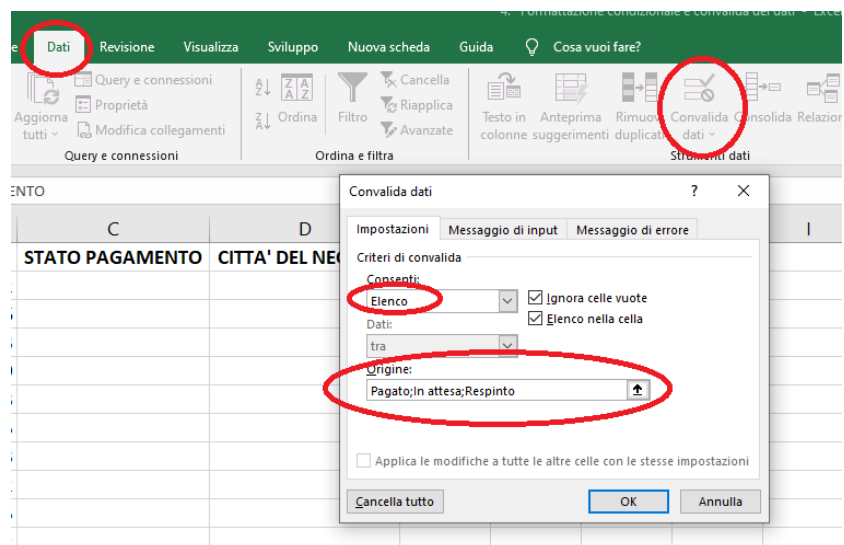 4. Formattazione condizionale e convalida dei dati - Excel
Dati Revisione Visualizza Sviluppo Nuova scheda Guida Cosa vuoi fare?
Aggiorna tutti
Query e connessioni
Proprietà
Modifica collegamenti
Query e connessioni
Ordina
Filtro
Cancella
Riapplica
Avanzate
Ordina e filtra
Testo in colonne
Anteprima suggerimenti
Rimuovi duplicati
Convalida dati
Consolida
Relazion
Strumenti dati
ENTO
C D I
STATO PAGAMENTO CITTA' DEL NE
Convalida dati ?
Impostazioni Messaggio di input Messaggio di errore
Criteri di convalida
Consenti:
Elenco
Ignora celle vuote
Elenco nella cella
Dati:
tra
Origine:
Pagato;In attesa;Respinto
Applica le modifiche a tutte le altre celle con le stesse impostazioni
Cancella tutto OK Annulla